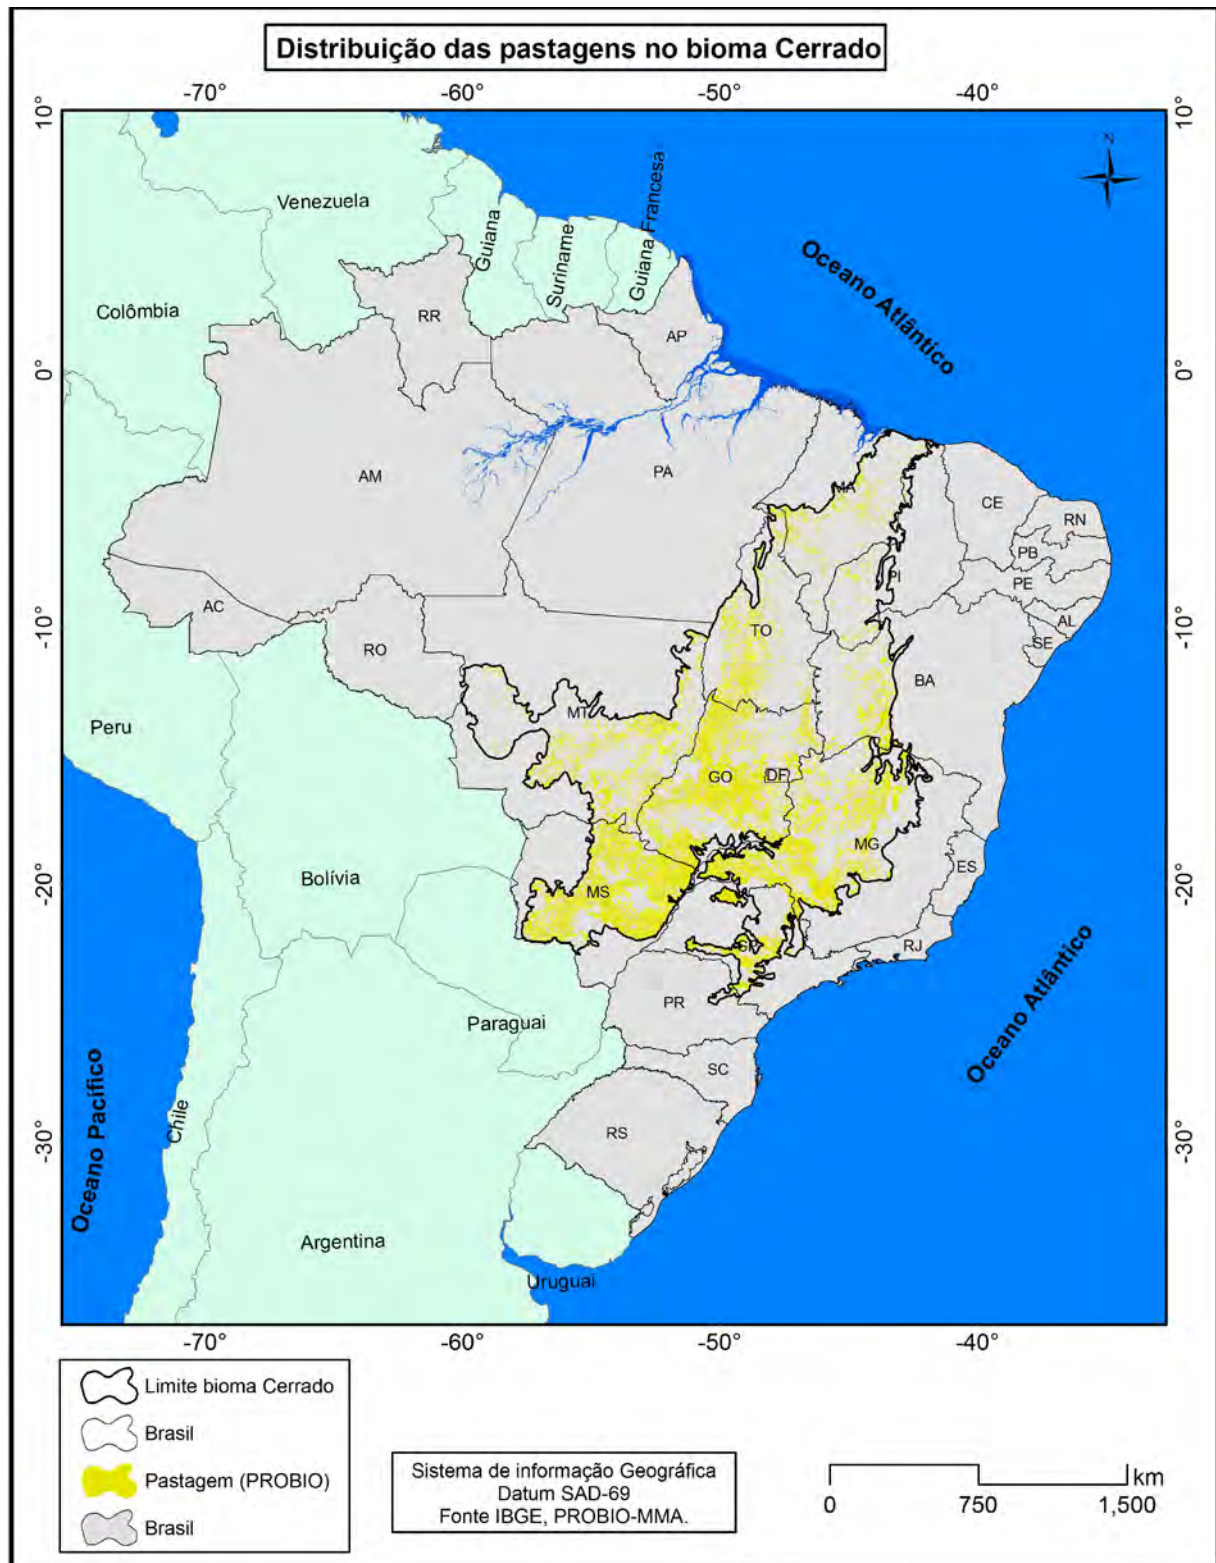 Distribuição das pastagens no bioma Cerrado
-70° -60° -50° -40°
10° 10°
N
Venezuela
Guiana
Suriname
Guiana Francesa
Oceano Atlântico
Colômbia
RR
AP
0° 0°
AM
PA
MA
CE
RN
PB
PI
PE
AC
AL
TO
-10° -10°
SE
RO
BA
MT
Peru
GO
DF
MG
ES
Bolívia
-20° -20°
MS
SP
RJ
PR
Oceano Atlântico
Paraguai
SC
Oceano Pacífico
Chile
RS
-30° -30°
Argentina
Uruguai
-70° -60° -50° -40°
Limite bioma Cerrado
Brasil
Pastagem (PROBIO)
Brasil
Sistema de informação Geográfica
Datum SAD-69
Fonte IBGE, PROBIO-MMA.
km
0 750 1,500